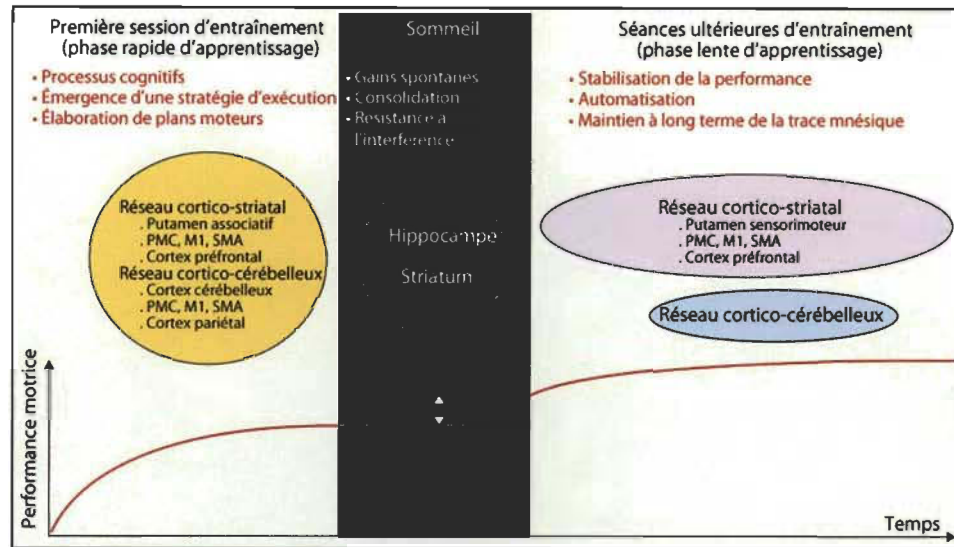 Première session d'entraînement
(phase rapide d'apprentissage)
• Processus cognitifs
• Émergence d'une stratégie d'exécution
• Élaboration de plans moteurs
Réseau cortico-striatal
. Putamen associatif
. PMC, M1, SMA
. Cortex préfrontal
Réseau cortico-cérébelleux
. Cortex cérébelleux
. PMC, M1, SMA
. Cortex pariétal
Sommeil
• Gains spontanés
• Consolidation
• Resistance a
l'interference
Hippocampe
Striatum
Séances ultérieures d'entraînement
(phase lente d'apprentissage)
• Stabilisation de la performance
• Automatisation
• Maintien à long terme de la trace mnésique
Réseau cortico-striatal
. Putamen sensorimoteur
. PMC, M1, SMA
. Cortex préfrontal
Réseau cortico-cérébelleux
Performance motrice
Temps